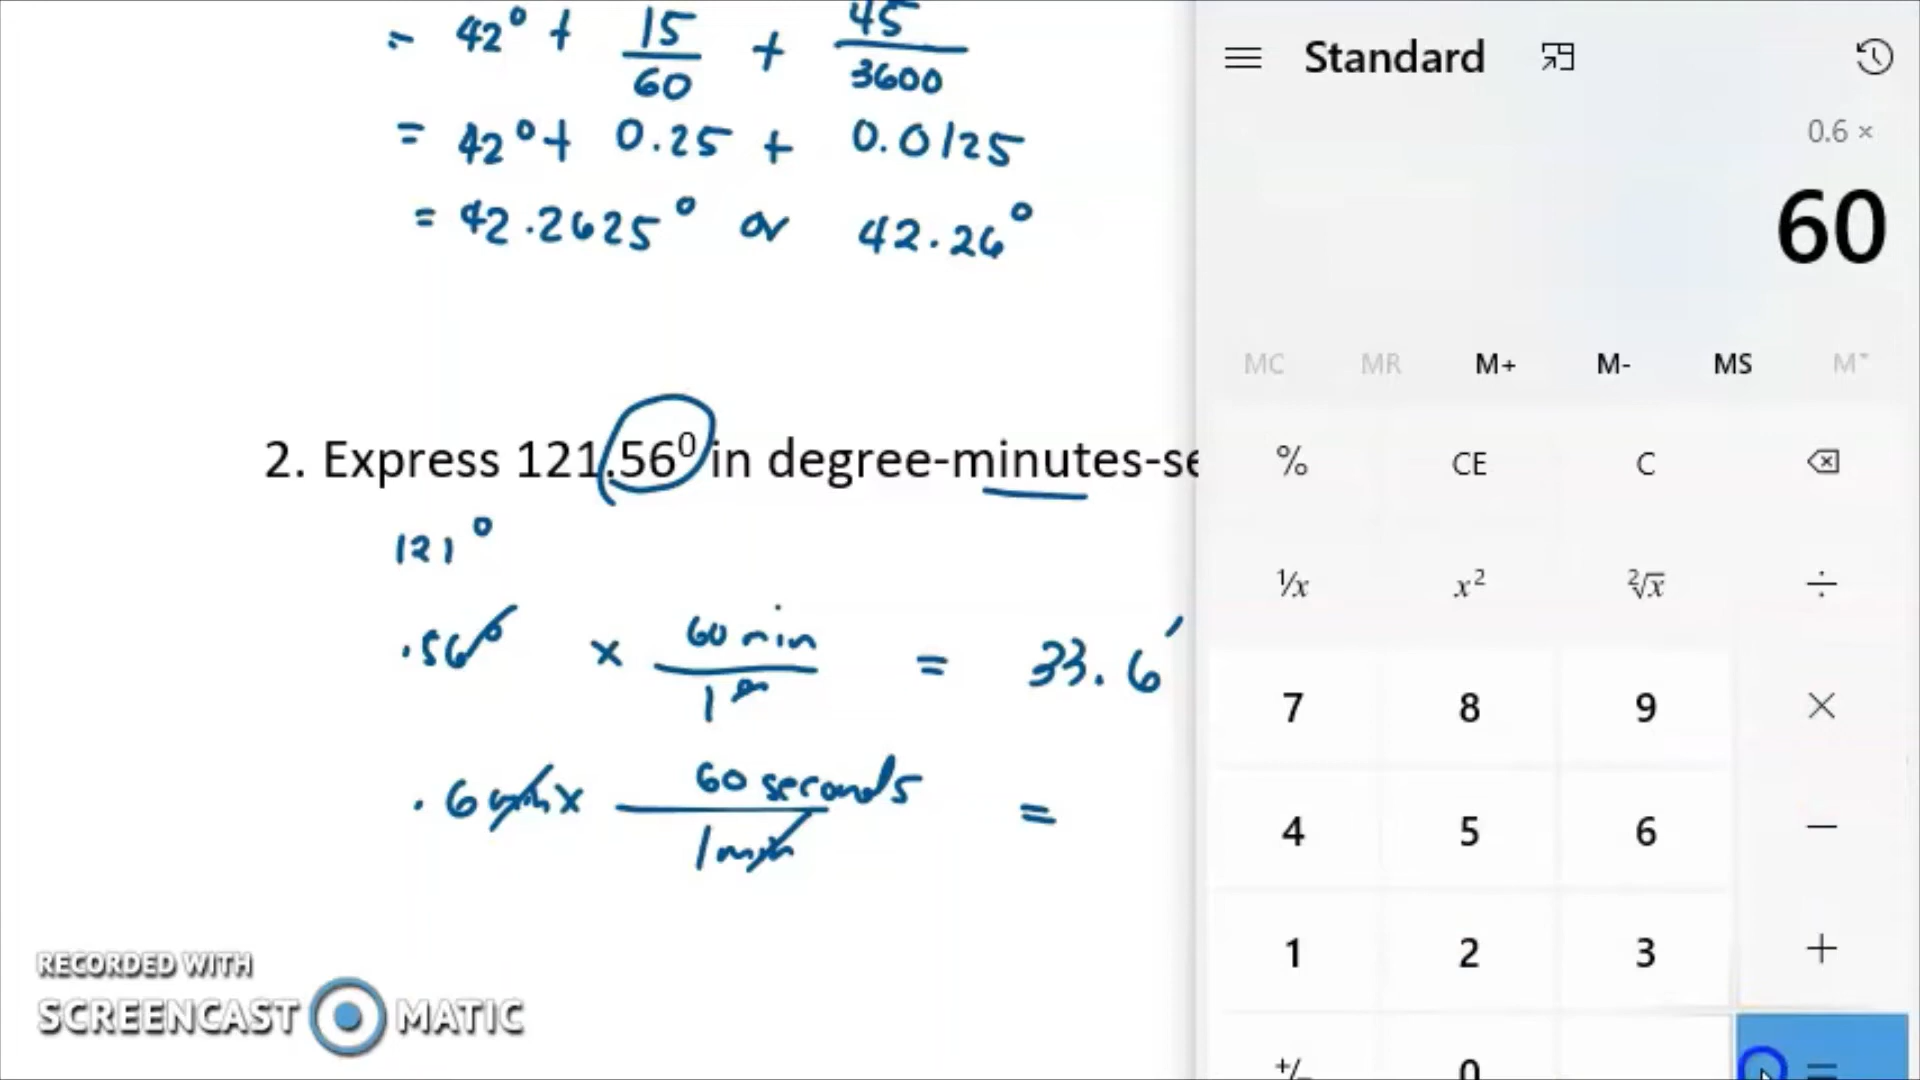 = 42° + 15/60 + 45/3600
= 42° + 0.25 + 0.0125
= 42.2625° or 42.26°
2. Express 121.56⁰ in degree-minutes-se
121°
.56° × 60 min / 1° = 33.6′
.6 min x 60 seconds / 1 min =
RECORDED WITH
SCREENCAST MATIC
Standard
0.6 ×
60
MC MR M+ M- MS M˅
% CE C
¹/x x² ²√x ÷
7 8 9 ×
4 5 6 −
1 2 3 +
+/− 0 . =